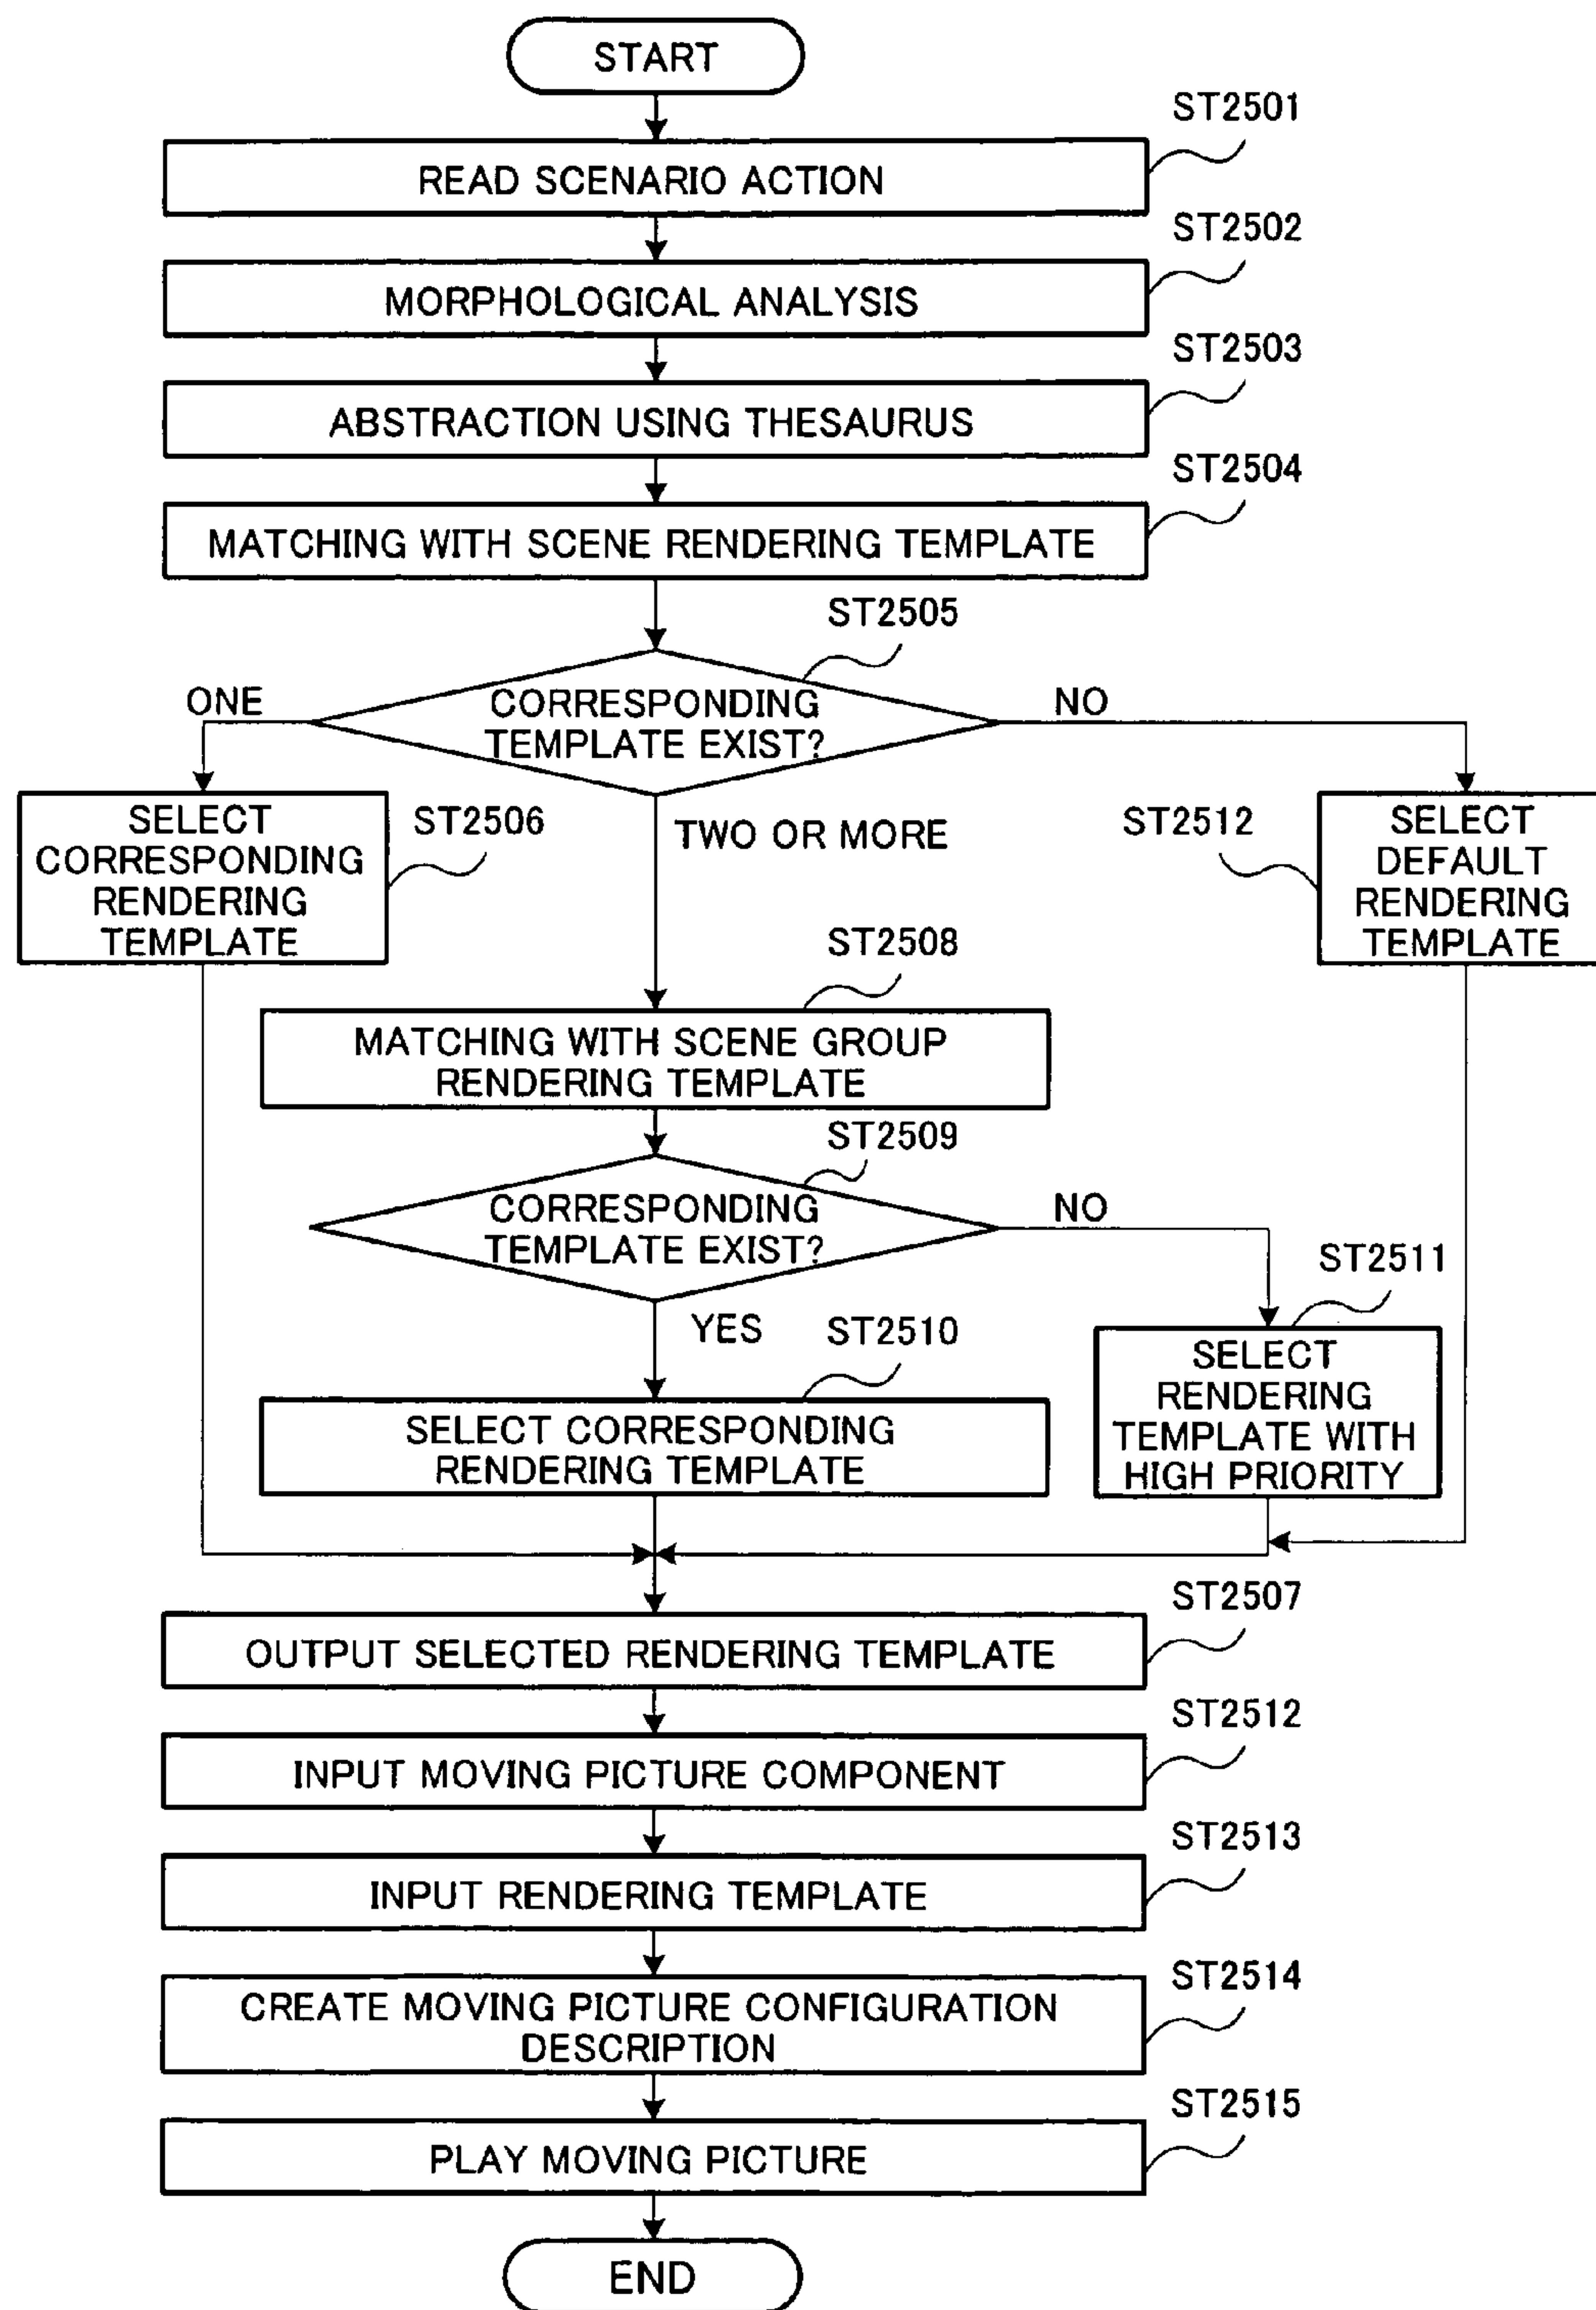 START
ST2501
READ SCENARIO ACTION
ST2502
MORPHOLOGICAL ANALYSIS
ST2503
ABSTRACTION USING THESAURUS
ST2504
MATCHING WITH SCENE RENDERING TEMPLATE
ST2505
CORRESPONDING
TEMPLATE EXIST?
ONE
NO
TWO OR MORE
SELECT
CORRESPONDING
RENDERING
TEMPLATE
ST2506
ST2512
SELECT
DEFAULT
RENDERING
TEMPLATE
ST2508
MATCHING WITH SCENE GROUP
RENDERING TEMPLATE
ST2509
CORRESPONDING
TEMPLATE EXIST?
NO
YES
ST2510
SELECT CORRESPONDING
RENDERING TEMPLATE
ST2511
SELECT
RENDERING
TEMPLATE WITH
HIGH PRIORITY
ST2507
OUTPUT SELECTED RENDERING TEMPLATE
ST2512
INPUT MOVING PICTURE COMPONENT
ST2513
INPUT RENDERING TEMPLATE
ST2514
CREATE MOVING PICTURE CONFIGURATION
DESCRIPTION
ST2515
PLAY MOVING PICTURE
END